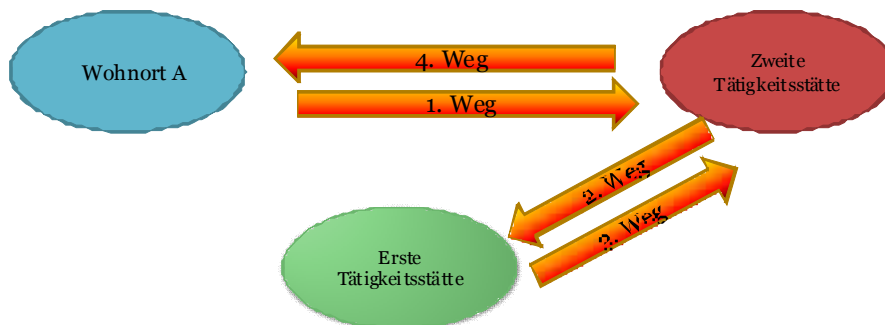 Wohnort A
4. Weg
1. Weg
Zweite
Tätigkeitsstätte
2. Weg
3. Weg
Erste
Tätigkeitsstätte